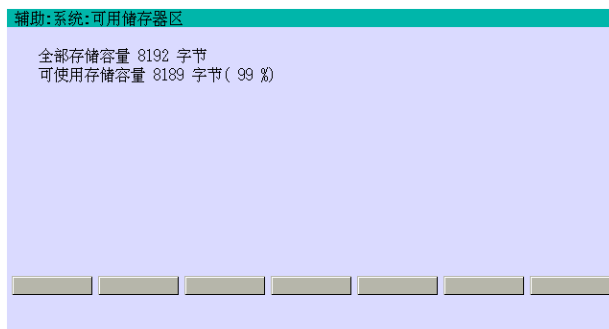 辅助:系统:可用储存器区
全部存储容量 8192 字节
可使用存储容量 8189 字节( 99 %)